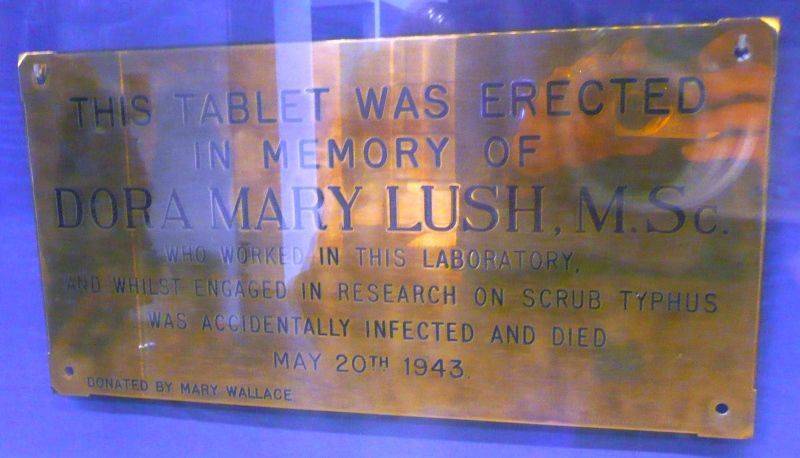 THIS TABLET WAS ERECTED
IN MEMORY OF
DORA MARY LUSH, M.Sc.
WHO WORKED IN THIS LABORATORY,
AND WHILST ENGAGED IN RESEARCH ON SCRUB TYPHUS
WAS ACCIDENTALLY INFECTED AND DIED
MAY 20TH 1943.
DONATED BY MARY WALLACE